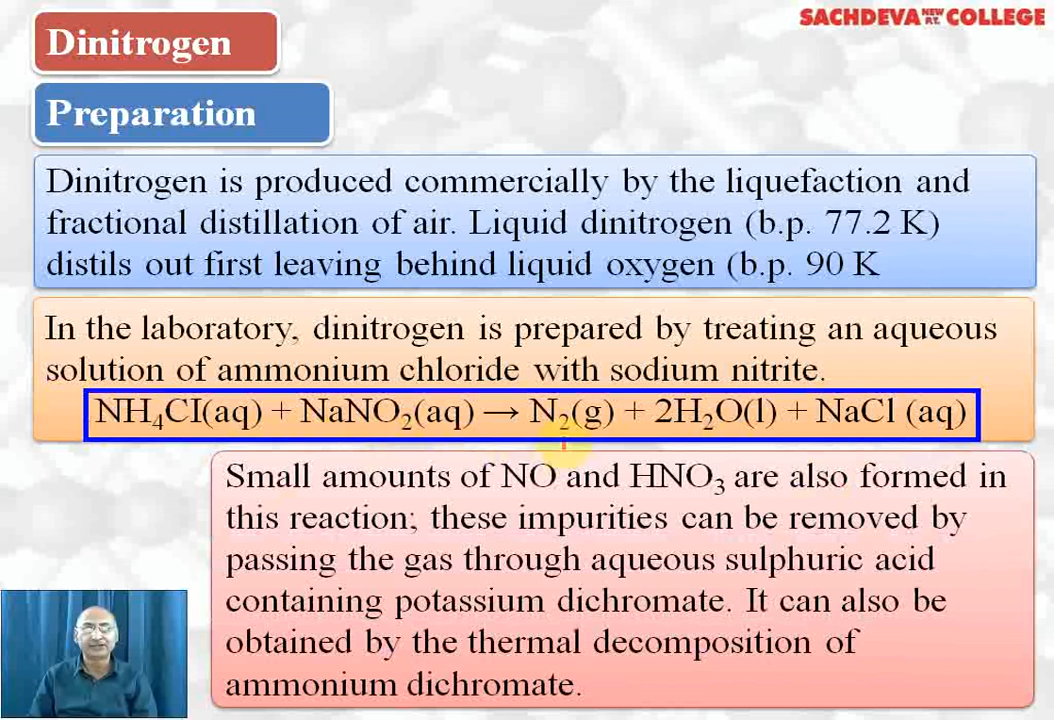 SACHDEVA NEW P.T. COLLEGE
Dinitrogen
Preparation
Dinitrogen is produced commercially by the liquefaction and
fractional distillation of air. Liquid dinitrogen (b.p. 77.2 K)
distils out first leaving behind liquid oxygen (b.p. 90 K
In the laboratory, dinitrogen is prepared by treating an aqueous
solution of ammonium chloride with sodium nitrite.
NH₄CI(aq) + NaNO₂(aq) → N₂(g) + 2H₂O(l) + NaCl (aq)
Small amounts of NO and HNO₃ are also formed in
this reaction; these impurities can be removed by
passing the gas through aqueous sulphuric acid
containing potassium dichromate. It can also be
obtained by the thermal decomposition of
ammonium dichromate.